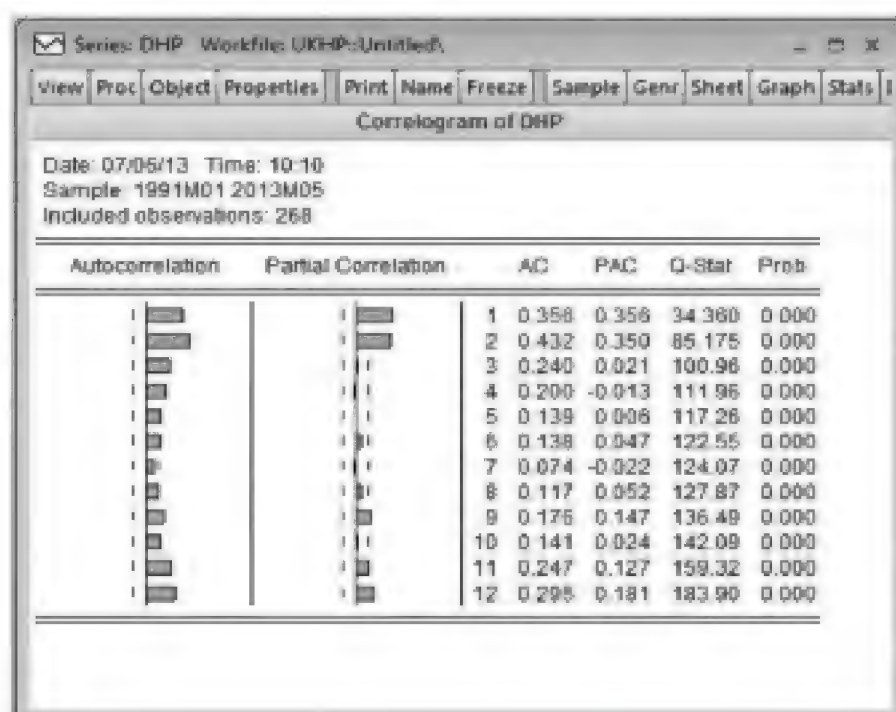 Series: DHP Workfile: UKHP::Untitled\
View Proc Object Properties Print Name Freeze Sample Genr Sheet Graph Stats
Correlogram of DHP
Date: 07/06/13 Time: 10:10
Sample: 1991M01 2013M05
Included observations: 268
Autocorrelation Partial Correlation AC PAC Q-Stat Prob
1 0.356 0.356 34.360 0.000
2 0.432 0.350 85.175 0.000
3 0.240 0.021 100.96 0.000
4 0.200 -0.013 111.96 0.000
5 0.139 0.006 117.26 0.000
6 0.138 0.047 122.55 0.000
7 0.074 -0.022 124.07 0.000
8 0.117 0.052 127.87 0.000
9 0.176 0.147 136.49 0.000
10 0.141 0.024 142.09 0.000
11 0.247 0.127 159.32 0.000
12 0.295 0.181 183.90 0.000